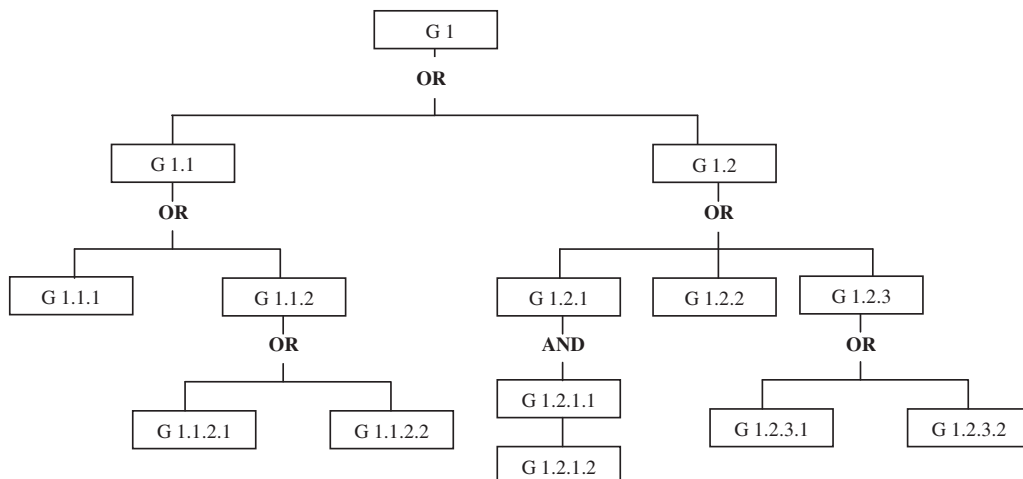 G 1
OR
G 1.1
G 1.2
OR
OR
G 1.1.1
G 1.1.2
G 1.2.1
G 1.2.2
G 1.2.3
OR
AND
OR
G 1.1.2.1
G 1.1.2.2
G 1.2.1.1
G 1.2.3.1
G 1.2.3.2
G 1.2.1.2